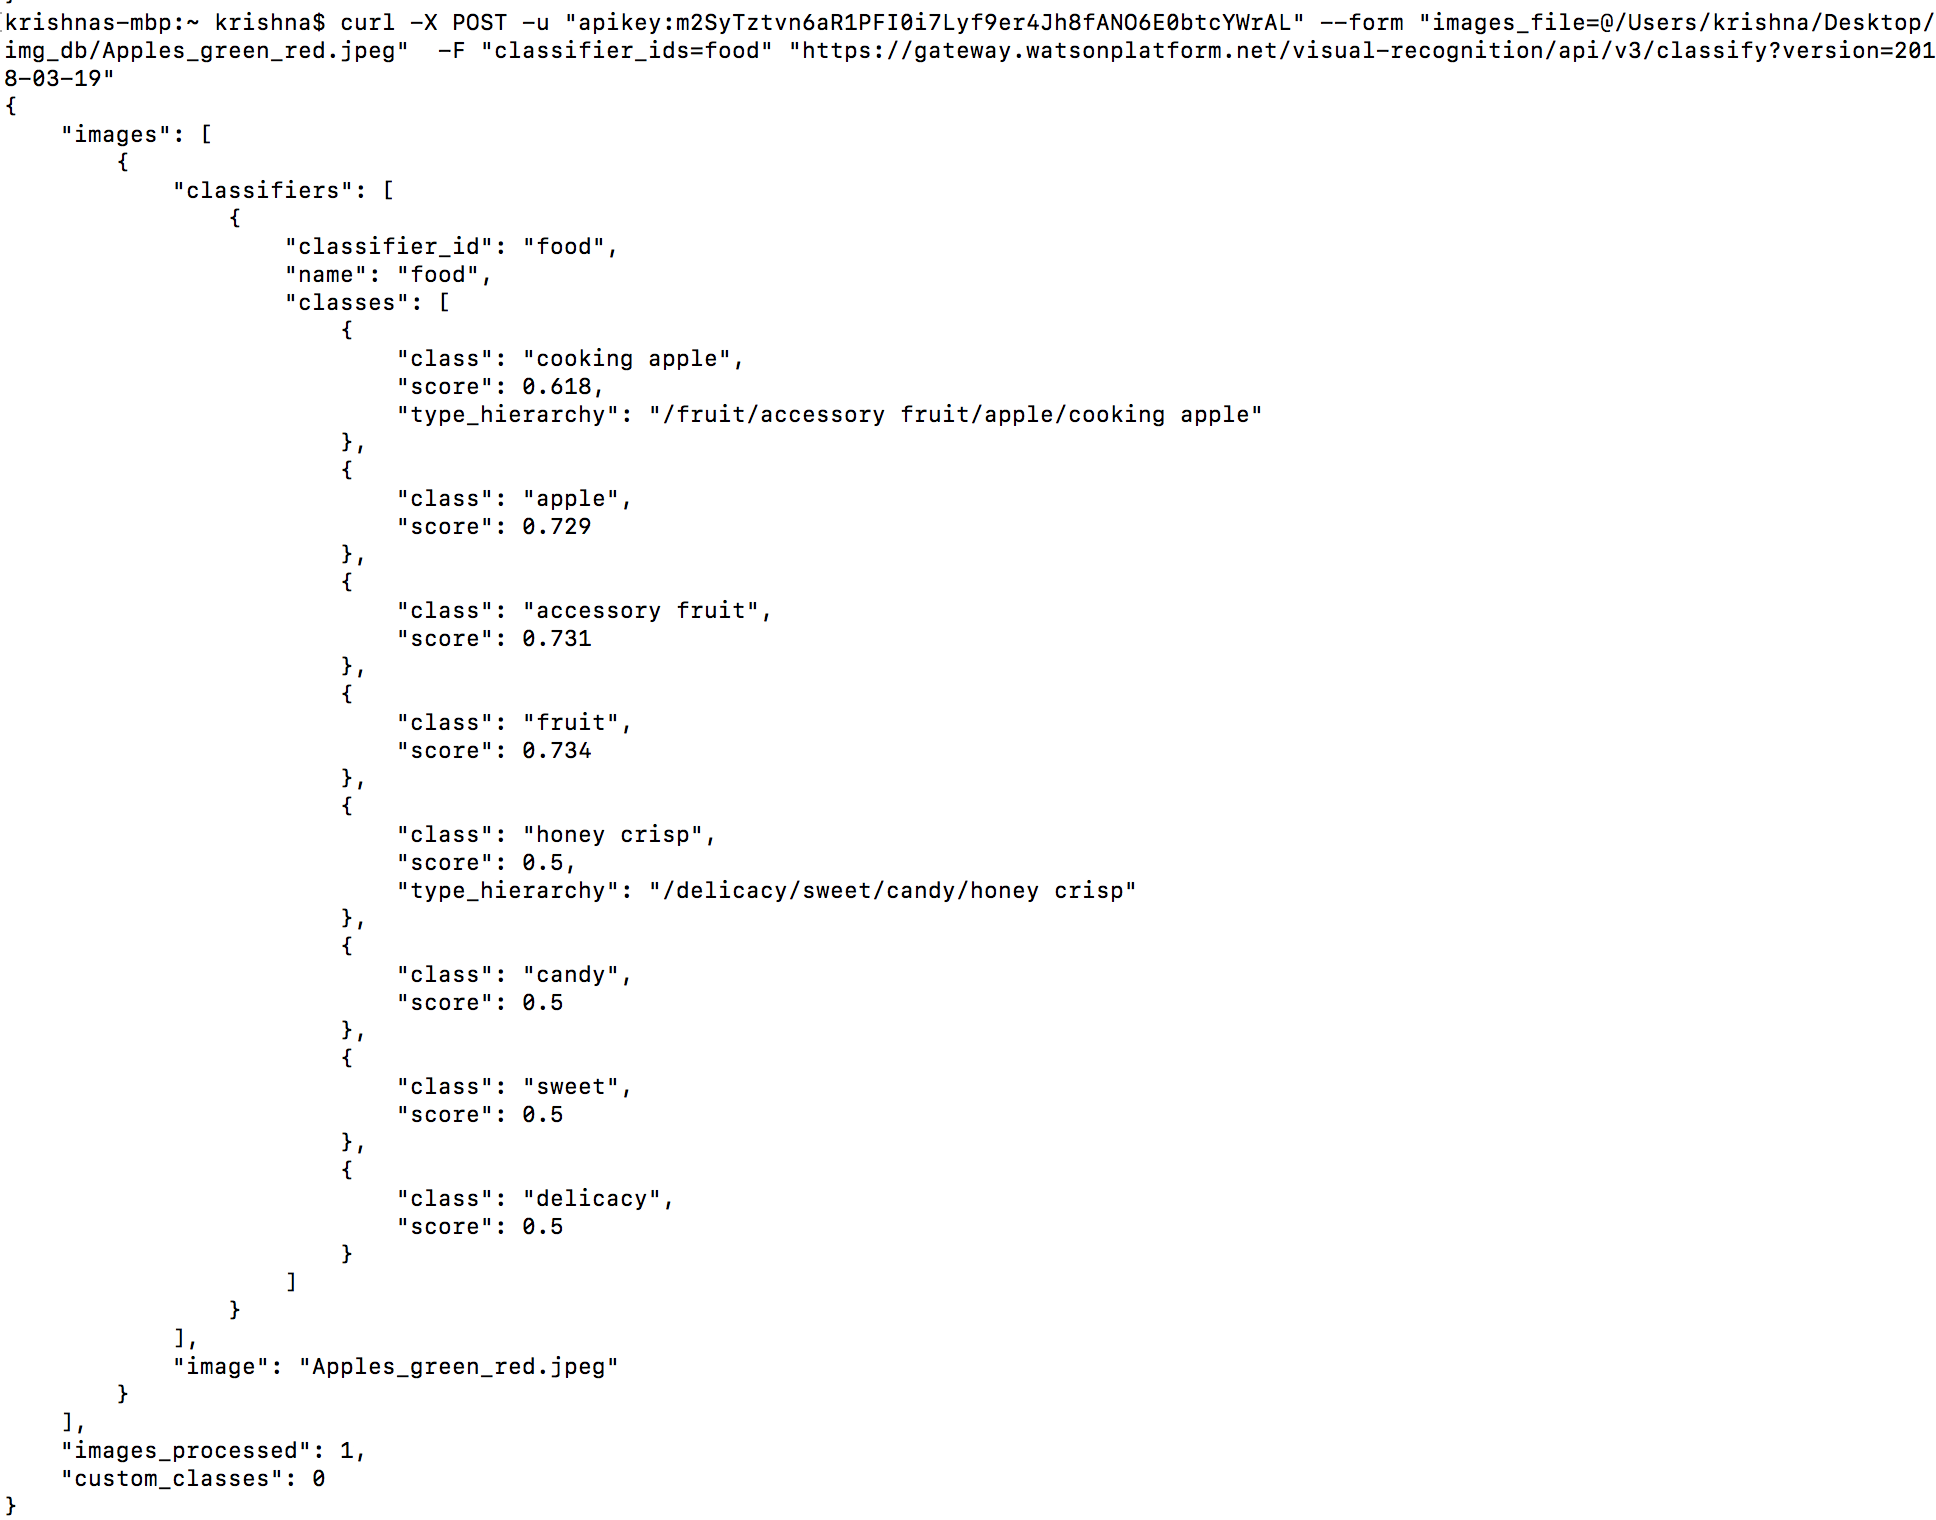 krishnas-mbp:~ krishna$ curl -X POST -u "apikey:m2SyTztvn6aR1PFI0i7Lyf9er4Jh8fANO6E0btcYWrAL" --form "images_file=@/Users/krishna/Desktop/
img_db/Apples_green_red.jpeg"  -F "classifier_ids=food" "https://gateway.watsonplatform.net/visual-recognition/api/v3/classify?version=201
8-03-19"
{
    "images": [
        {
            "classifiers": [
                {
                    "classifier_id": "food",
                    "name": "food",
                    "classes": [
                        {
                            "class": "cooking apple",
                            "score": 0.618,
                            "type_hierarchy": "/fruit/accessory fruit/apple/cooking apple"
                        },
                        {
                            "class": "apple",
                            "score": 0.729
                        },
                        {
                            "class": "accessory fruit",
                            "score": 0.731
                        },
                        {
                            "class": "fruit",
                            "score": 0.734
                        },
                        {
                            "class": "honey crisp",
                            "score": 0.5,
                            "type_hierarchy": "/delicacy/sweet/candy/honey crisp"
                        },
                        {
                            "class": "candy",
                            "score": 0.5
                        },
                        {
                            "class": "sweet",
                            "score": 0.5
                        },
                        {
                            "class": "delicacy",
                            "score": 0.5
                        }
                    ]
                }
            ],
            "image": "Apples_green_red.jpeg"
        }
    ],
    "images_processed": 1,
    "custom_classes": 0
}